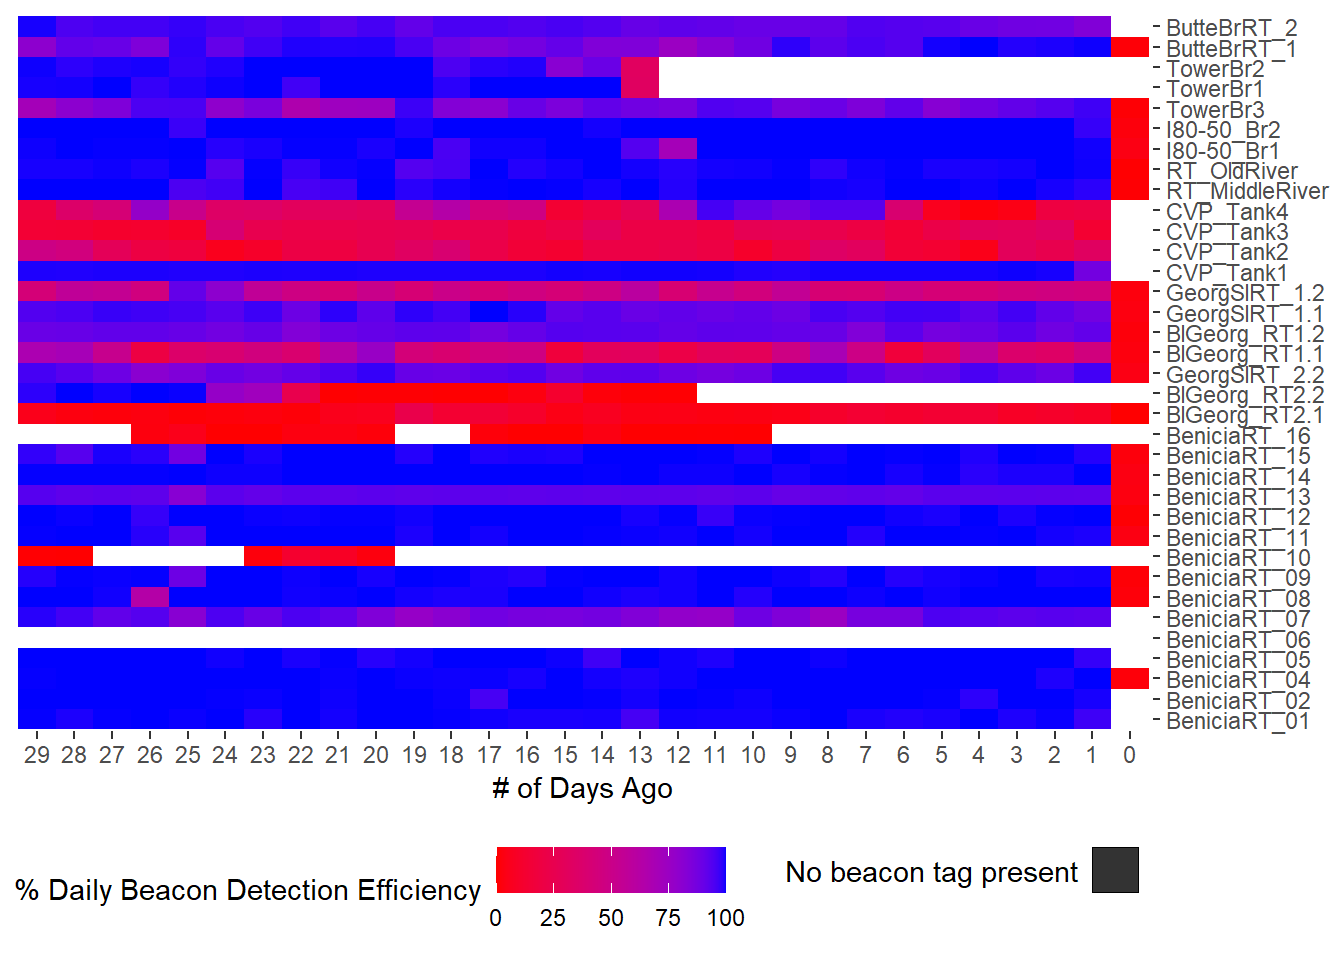 ButteBrRT_2
ButteBrRT_1
TowerBr2
TowerBr1
TowerBr3
I80-50_Br2
I80-50_Br1
RT_OldRiver
RT_MiddleRiver
CVP_Tank4
CVP_Tank3
CVP_Tank2
CVP_Tank1
GeorgSlRT_1.2
GeorgSlRT_1.1
BlGeorg_RT1.2
BlGeorg_RT1.1
GeorgSlRT_2.2
BlGeorg_RT2.2
BlGeorg_RT2.1
BeniciaRT_16
BeniciaRT_15
BeniciaRT_14
BeniciaRT_13
BeniciaRT_12
BeniciaRT_11
BeniciaRT_10
BeniciaRT_09
BeniciaRT_08
BeniciaRT_07
BeniciaRT_06
BeniciaRT_05
BeniciaRT_04
BeniciaRT_02
BeniciaRT_01
29 28 27 26 25 24 23 22 21 20 19 18 17 16 15 14 13 12 11 10 9 8 7 6 5 4 3 2 1 0
# of Days Ago
% Daily Beacon Detection Efficiency
0 25 50 75 100
No beacon tag present